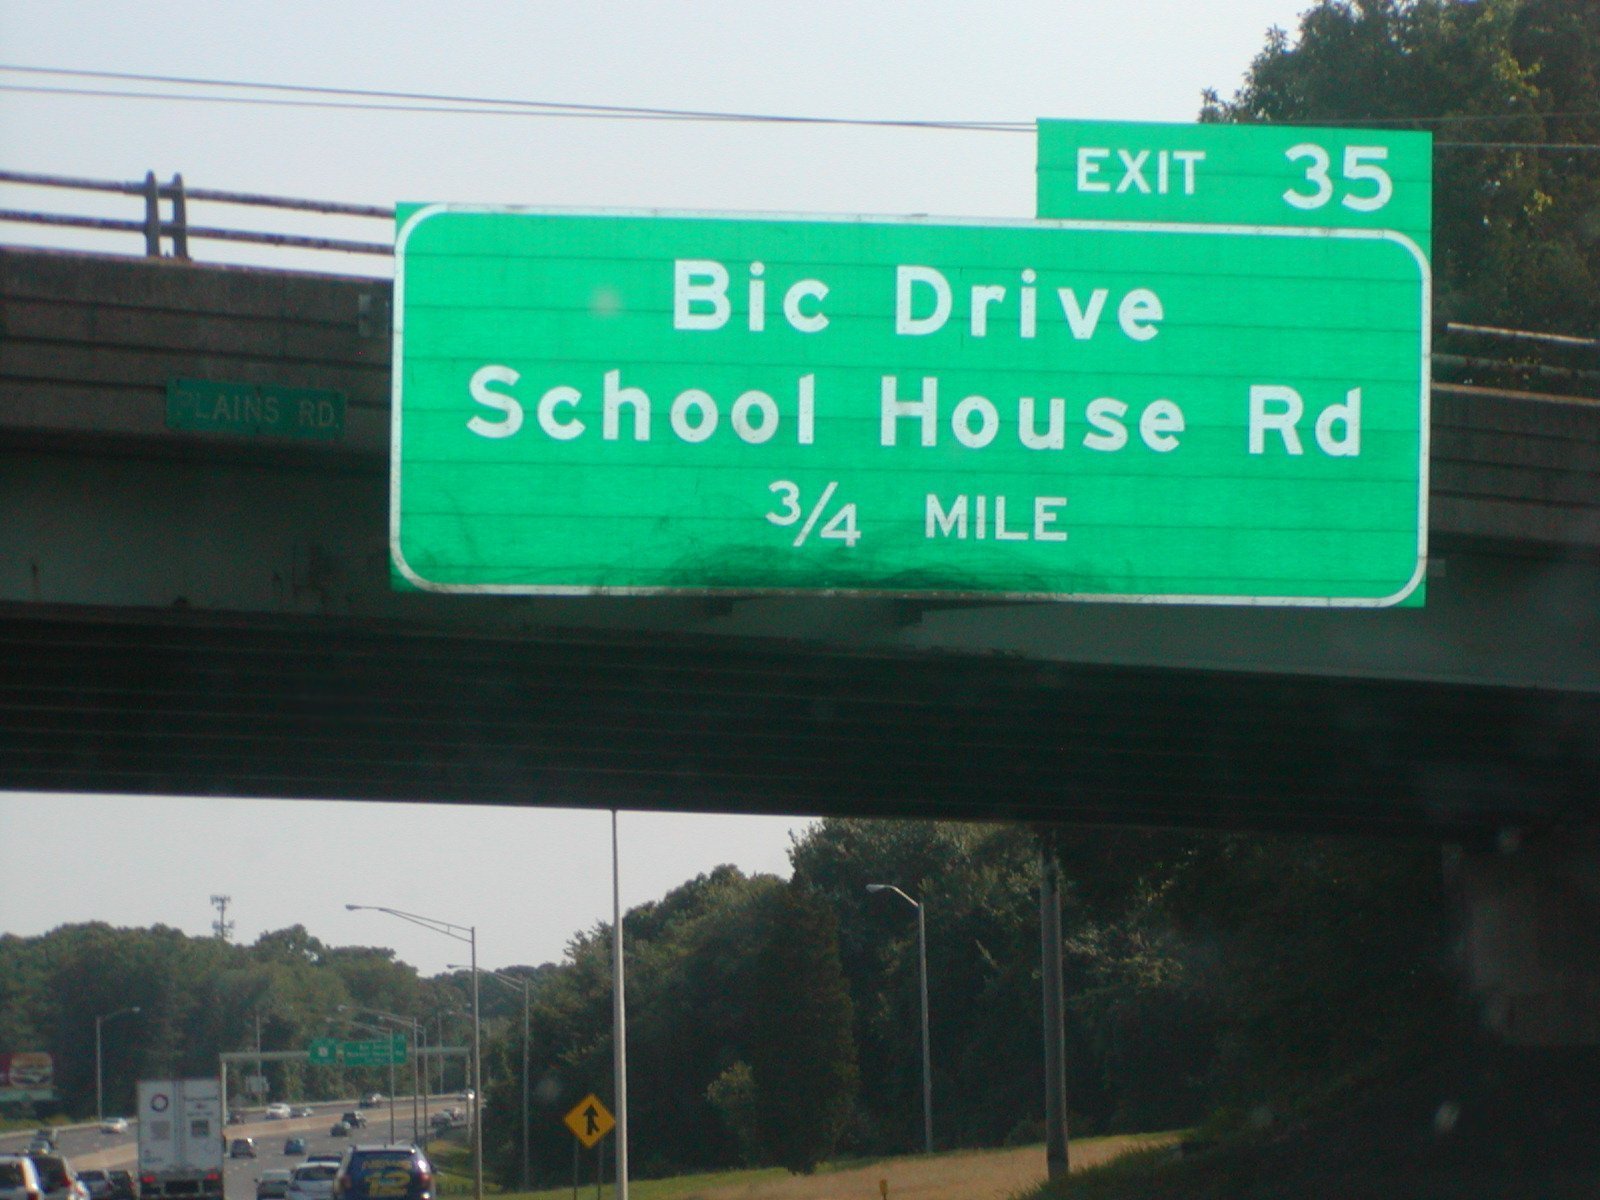 EXIT 35
Bic Drive
School House Rd
3/4 MILE
PLAINS RD.